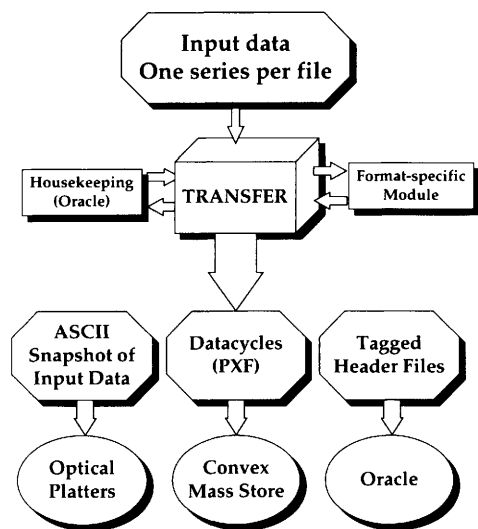 Input data
One series per file
Housekeeping
(Oracle)
TRANSFER
Format-specific
Module
ASCII
Snapshot of
Input Data
Datacycles
(PXF)
Tagged
Header Files
Optical
Platters
Convex
Mass Store
Oracle